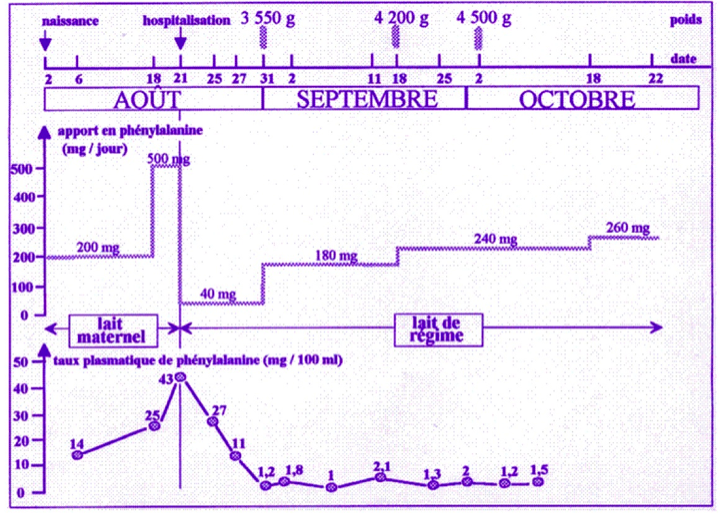 naissance hospitalisation 3 550 g 4 200 g 4 500 g poids
date
2 6 18 21 25 27 31 2 11 18 25 2 18 22
AOÛT SEPTEMBRE OCTOBRE
apport en phénylalanine
(mg / jour)
500 mg
500
400
300
260 mg
240 mg
200 mg
200
180 mg
100
40 mg
0
lait
maternel
lait de
régime
taux plasmatique de phénylalanine (mg / 100 ml)
50
43
40
30
25 27
20
14
11
10
1,2 1,8 1 2,1 1,3 2 1,2 1,5
0